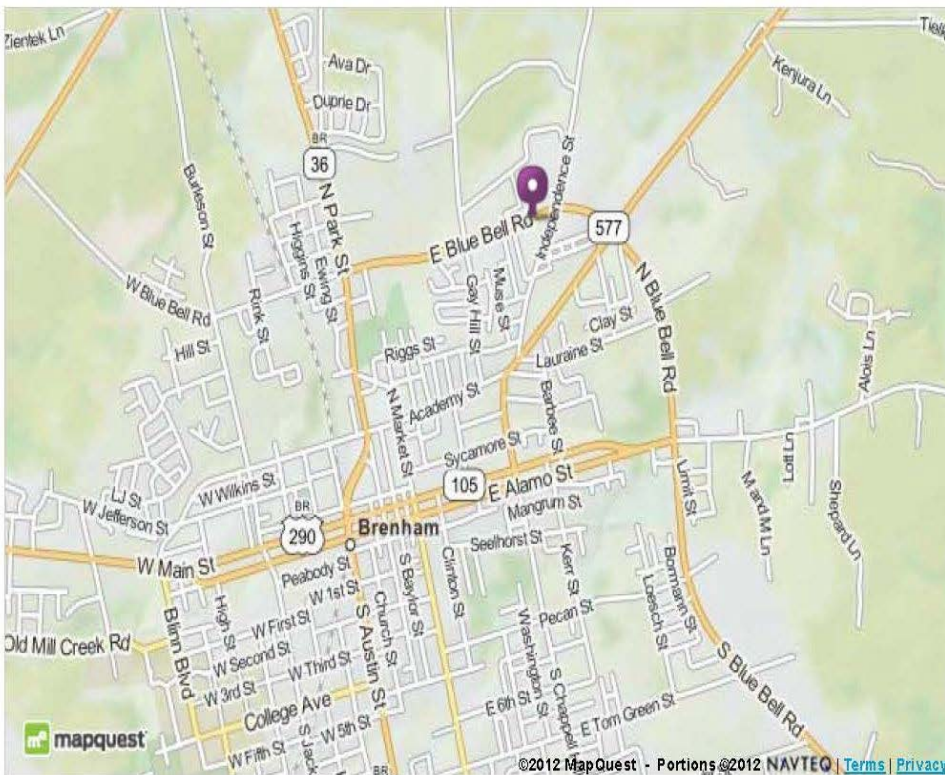 Zientek Ln
Tielk
Ava Dr
Kenjura Ln
Duprie Dr
BR
36
Burleson St
N Park St
Independence St
577
E Blue Bell Rd
Higgins St
Ewing St
Gay Hill St
Muse St
N Blue Bell Rd
W Blue Bell Rd
Rink St
Clay St
Hill St
Riggs St
Lauraine St
Alois Ln
N Market St
Academy St
Barbee St
Sycamore St
105
E Alamo St
W Wilkins St
LJ St
W Jefferson St
BR
290
Brenham
Mangrum St
Limit St
M and M Ln
Lott Ln
Shepard Ln
W Main St
Seelhorst St
Peabody St
S Baylor St
Clinton St
Kerr St
W 1st St
Pecan St
Loesch St
Bormann St
Blinn Blvd
High St
W First St
S Austin St
Church St
Washington St
Old Mill Creek Rd
W Second St
W Third St
W 3rd St
S Chappell H
S Blue Bell Rd
College Ave
E 6th St
E Tom Green St
W 5th St
S Jack
W Fifth St
BR
mapquest
©2012 MapQuest - Portions ©2012 NAVTEQ | Terms | Privacy